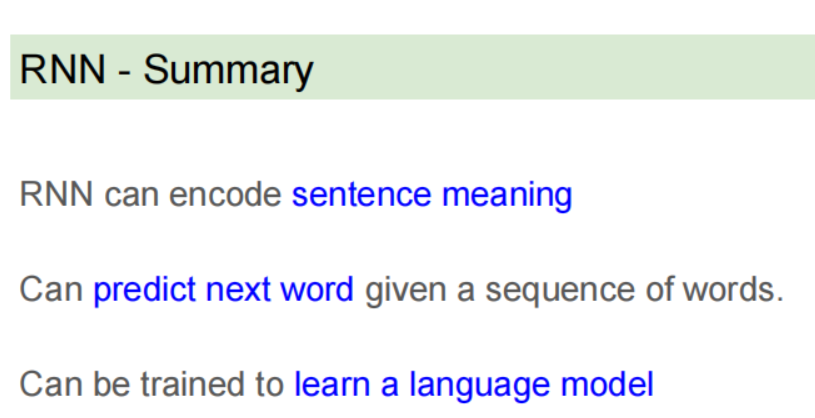 RNN - Summary
RNN can encode sentence meaning
Can predict next word given a sequence of words.
Can be trained to learn a language model